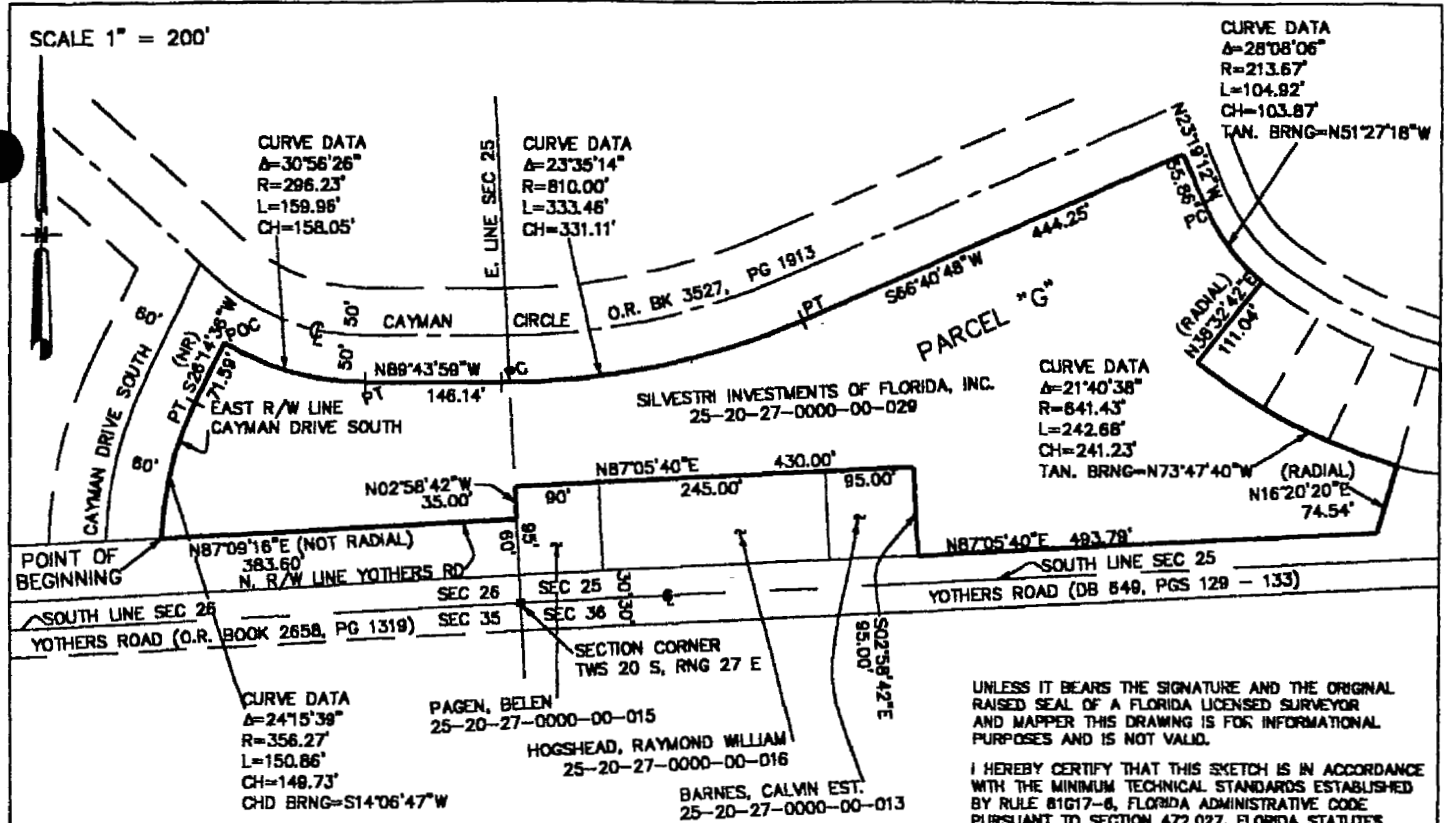 SCALE 1" = 200'
CURVE DATA
Δ=28°08'06"
R=213.67'
L=104.92'
CH=103.87'
TAN. BRNG=N51°27'18"W
CURVE DATA
Δ=30°56'26"
R=296.23'
L=159.96'
CH=158.05'
E. LINE SEC 25
CURVE DATA
Δ=23°35'14"
R=810.00'
L=333.46'
CH=331.11'
N23°19'12"W
55.86'
PC
444.25'
S66°40'48"W
PT
O.R. BK 3527, PG 1913
PARCEL "G"
(RADIAL)
N38°32'42"E
111.04'
60'
50'
50'
CAYMAN CIRCLE
(NR)
S26°14'36"W
71.59'
PT
POC
N89°43'59"W
146.14'
PT
PC
CAYMAN DRIVE SOUTH
60'
EAST R/W LINE
CAYMAN DRIVE SOUTH
SILVESTRI INVESTMENTS OF FLORIDA, INC.
25-20-27-0000-00-029
CURVE DATA
Δ=21°40'38"
R=641.43'
L=242.68'
CH=241.23'
TAN. BRNG=N73°47'40"W
(RADIAL)
N16°20'20"E
74.54'
N02°58'42"W
35.00'
N87°05'40"E 430.00'
90'
245.00'
95.00'
95'
60'
POINT OF
BEGINNING
N87°09'16"E (NOT RADIAL)
383.60'
N. R/W LINE YOTHERS RD
N87°05'40"E 493.79'
SOUTH LINE SEC 25
YOTHERS ROAD (DB 649, PGS 129 - 133)
SOUTH LINE SEC 26
SEC 26
SEC 25
30'
30'
YOTHERS ROAD (O.R. BOOK 2658, PG 1319)
SEC 35
SEC 36
SECTION CORNER
TWS 20 S, RNG 27 E
S02°58'42"E
95.00'
CURVE DATA
Δ=24°15'39"
R=356.27'
L=150.86'
CH=149.73'
CHD BRNG=S14°06'47"W
PAGEN, BELEN
25-20-27-0000-00-015
HOGSHEAD, RAYMOND WILLIAM
25-20-27-0000-00-016
BARNES, CALVIN EST.
25-20-27-0000-00-013
UNLESS IT BEARS THE SIGNATURE AND THE ORIGINAL
RAISED SEAL OF A FLORIDA LICENSED SURVEYOR
AND MAPPER THIS DRAWING IS FOR INFORMATIONAL
PURPOSES AND IS NOT VALID.
I HEREBY CERTIFY THAT THIS SKETCH IS IN ACCORDANCE
WITH THE MINIMUM TECHNICAL STANDARDS ESTABLISHED
BY RULE 61G17-6, FLORIDA ADMINISTRATIVE CODE
PURSUANT TO SECTION 472.027, FLORIDA STATUTES